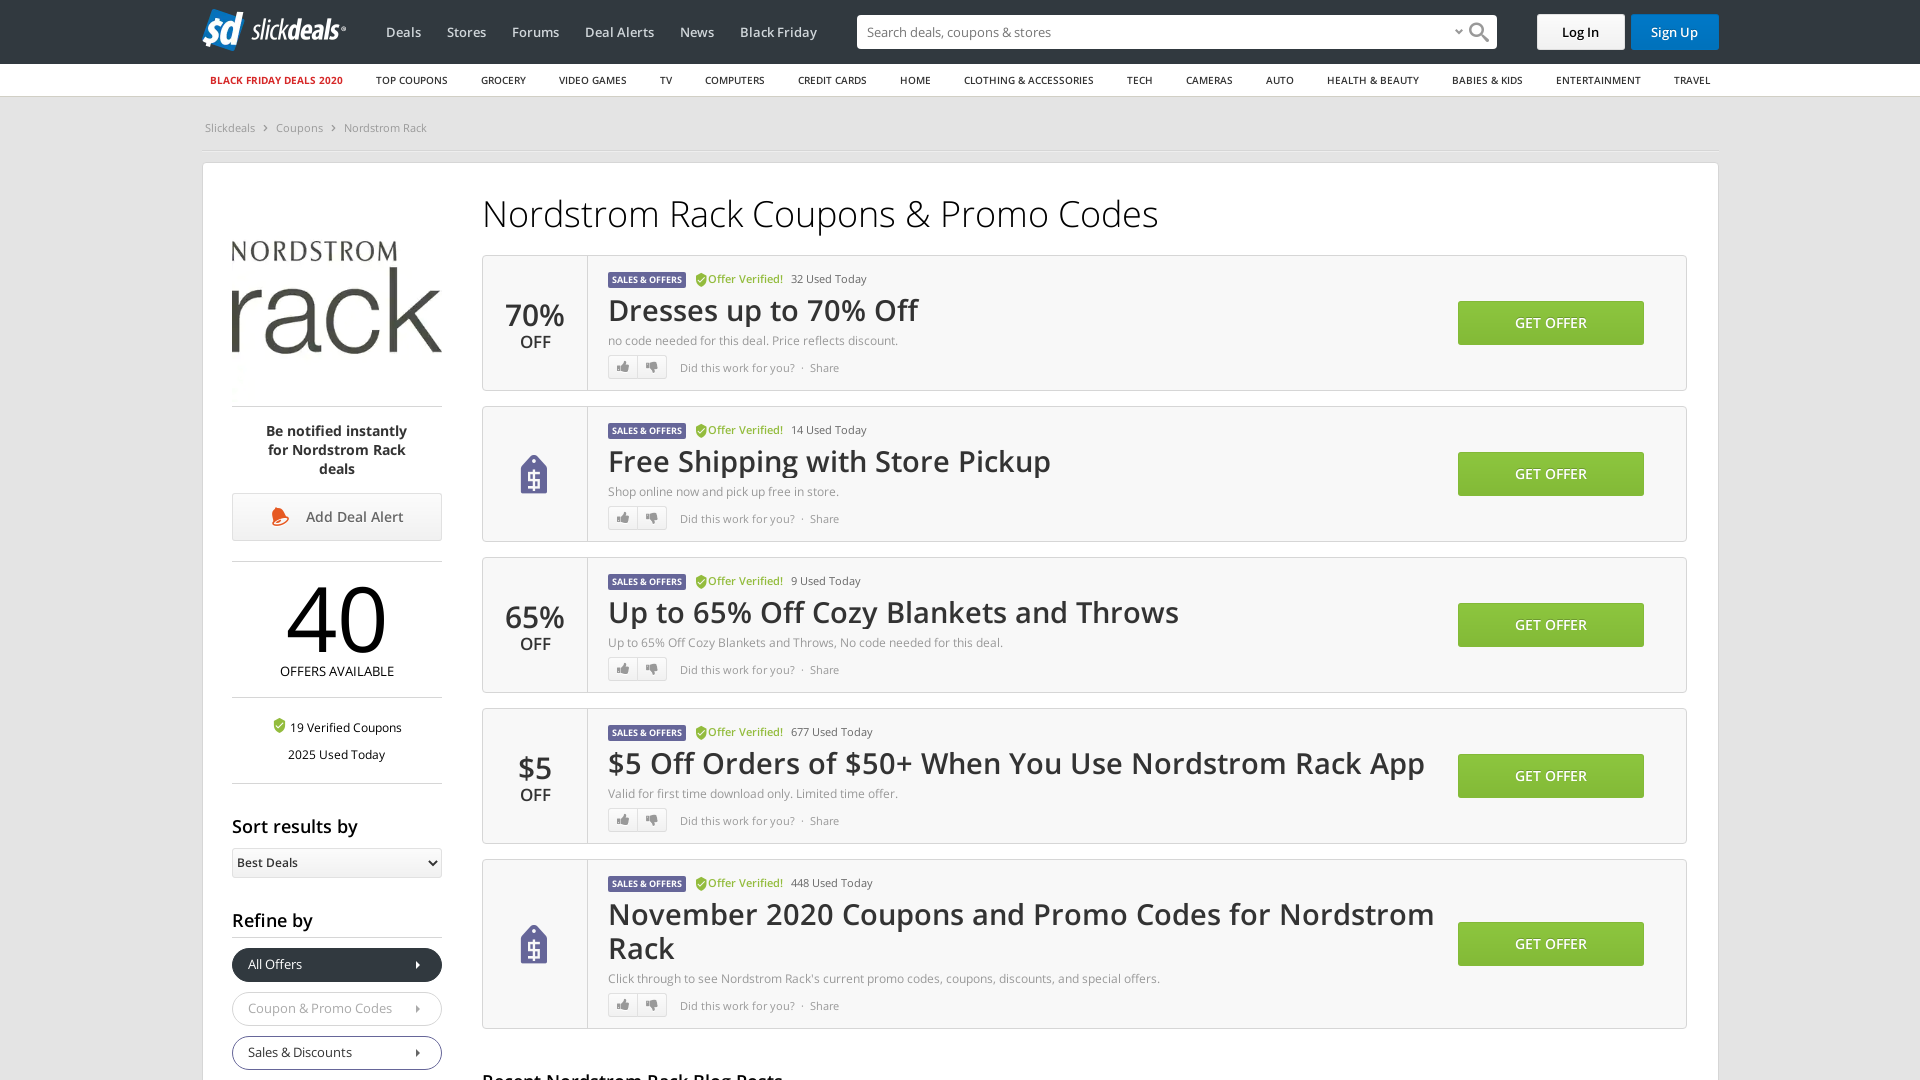 sd slickdeals
Deals Stores Forums Deal Alerts News Black Friday
Search deals, coupons & stores
Log In Sign Up
BLACK FRIDAY DEALS 2020 TOP COUPONS GROCERY VIDEO GAMES TV COMPUTERS CREDIT CARDS HOME CLOTHING & ACCESSORIES TECH CAMERAS AUTO HEALTH & BEAUTY BABIES & KIDS ENTERTAINMENT TRAVEL
Slickdeals > Coupons > Nordstrom Rack
NORDSTROM
rack
Be notified instantly
for Nordstrom Rack
deals
Add Deal Alert
40
OFFERS AVAILABLE
19 Verified Coupons
2025 Used Today
Sort results by
Best Deals
Refine by
All Offers
Coupon & Promo Codes
Sales & Discounts
Nordstrom Rack Coupons & Promo Codes
70%
OFF
SALES & OFFERS Offer Verified! 32 Used Today
Dresses up to 70% Off
no code needed for this deal. Price reflects discount.
Did this work for you? · Share
GET OFFER
SALES & OFFERS Offer Verified! 14 Used Today
Free Shipping with Store Pickup
Shop online now and pick up free in store.
Did this work for you? · Share
GET OFFER
65%
OFF
SALES & OFFERS Offer Verified! 9 Used Today
Up to 65% Off Cozy Blankets and Throws
Up to 65% Off Cozy Blankets and Throws, No code needed for this deal.
Did this work for you? · Share
GET OFFER
$5
OFF
SALES & OFFERS Offer Verified! 677 Used Today
$5 Off Orders of $50+ When You Use Nordstrom Rack App
Valid for first time download only. Limited time offer.
Did this work for you? · Share
GET OFFER
SALES & OFFERS Offer Verified! 448 Used Today
November 2020 Coupons and Promo Codes for Nordstrom
Rack
Click through to see Nordstrom Rack's current promo codes, coupons, discounts, and special offers.
Did this work for you? · Share
GET OFFER
Recent Nordstrom Rack Blog Posts